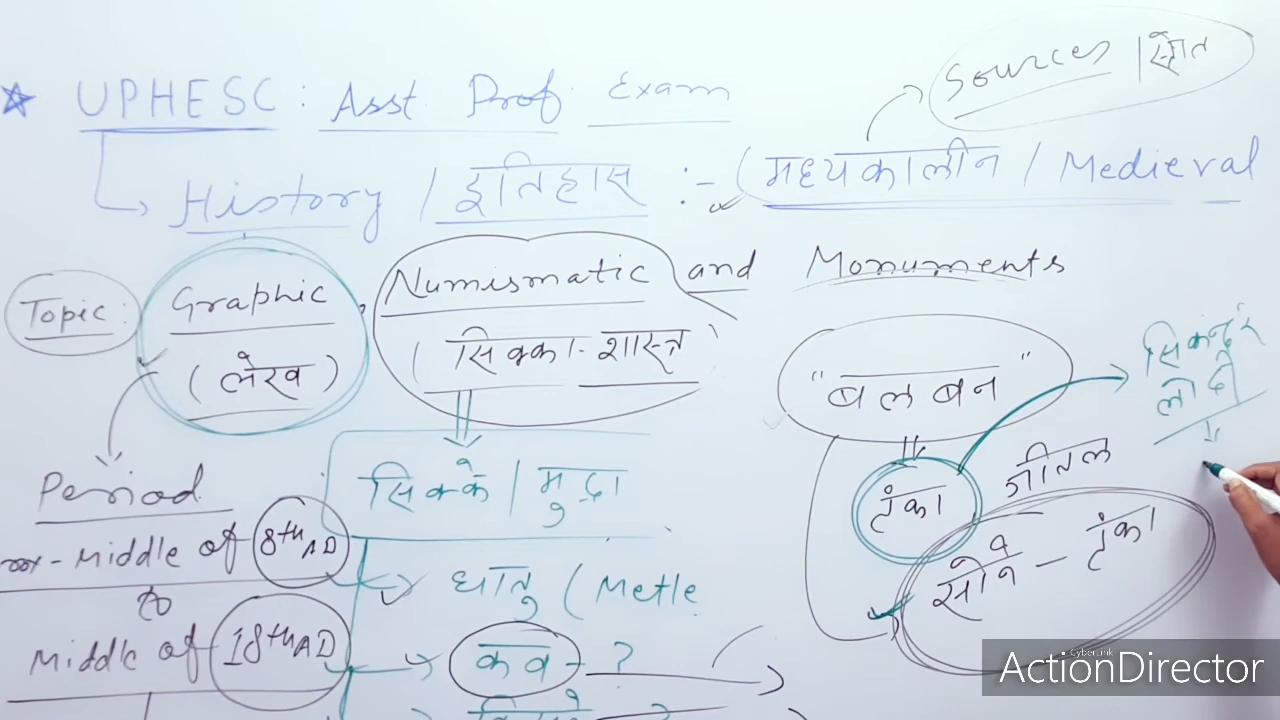 UPHESC: Asst Prof Exam
Sources | स्रोत
History / इतिहास :- ( मध्यकालीन / Medieval
Topic:
Graphic, Numismatic and Monuments
(लेख)
( सिक्का-शास्त्र )
"बलबन"
सिकन्दर
लोदी
Period
सिक्के / मुद्रा
टंका
जीतल
Middle of 8th AD
to
Middle of 18th AD
धातु (Metle
कब - ?
टंका
CyberLink
ActionDirector